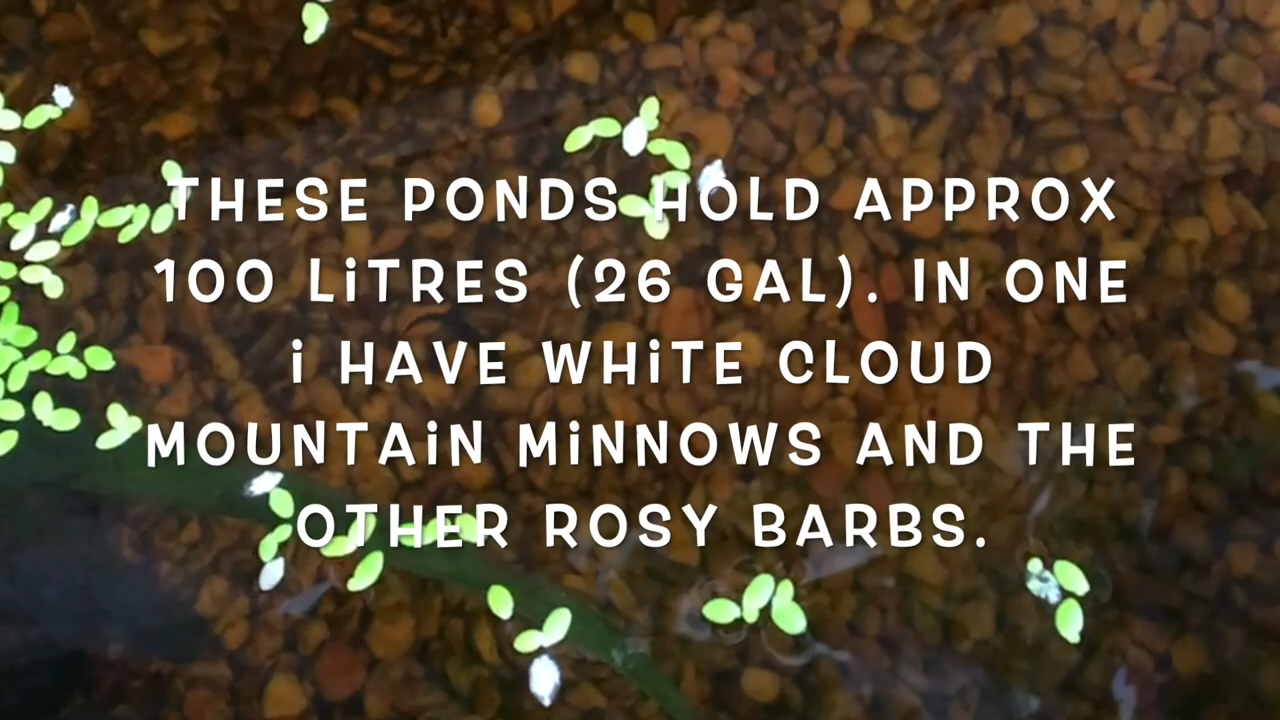 THESE PONDS HOLD APPROX
100 LiTRES (26 GAL). IN ONE
i HAVE WHiTE CLOUD
MOUNTAiN MiNNOWS AND THE
OTHER ROSY BARBS.